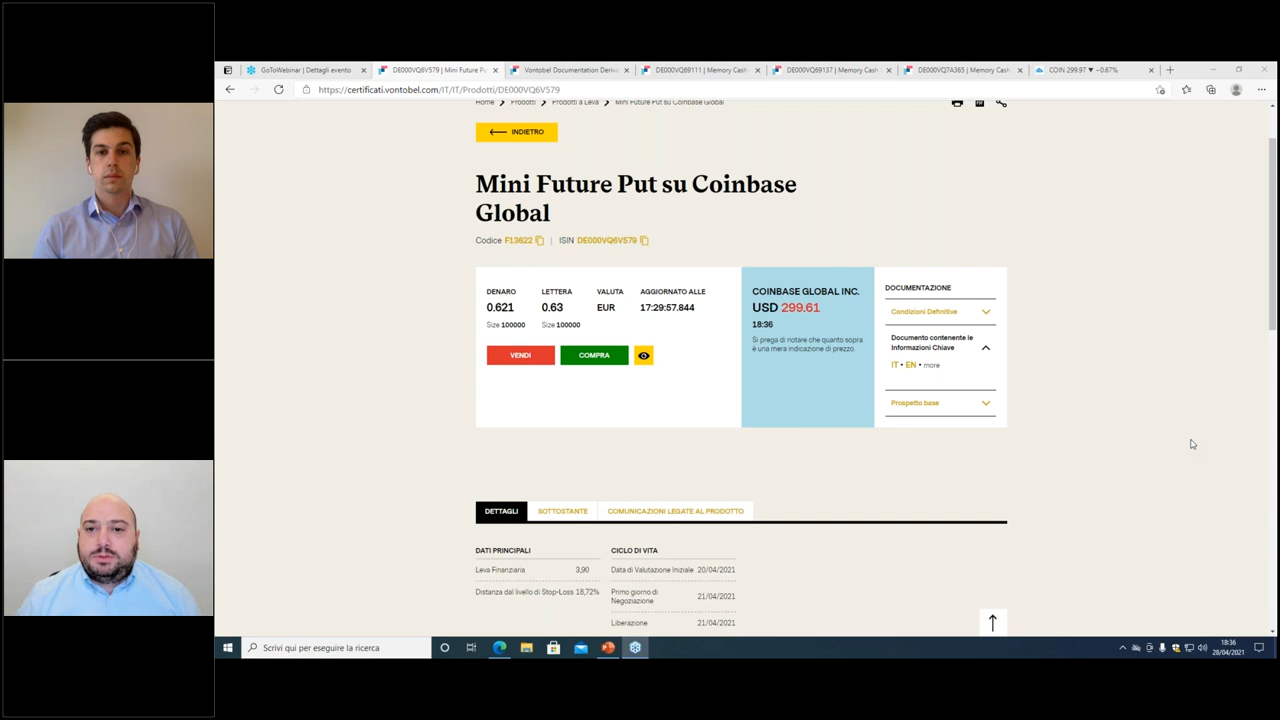 GoToWebinar | Dettagli evento
DE000VQ6V579 | Mini Future Pu
Vontobel Documentation Deriv
DE000VQ69111 | Memory Cash
DE000VQ69137 | Memory Cash
DE000VQ7A365 | Memory Cash
COIN 299.97 ▼ −0.67%
https://certificati.vontobel.com/IT/IT/Prodotti/DE000VQ6V579
Home > Prodotti > Prodotti a Leva > Mini Future Put su Coinbase Global
INDIETRO
Mini Future Put su Coinbase
Global
Codice F13622 | ISIN DE000VQ6V579
DENARO LETTERA VALUTA AGGIORNATO ALLE
0.621 0.63 EUR 17:29:57.844
Size 100000 Size 100000
VENDI COMPRA
COINBASE GLOBAL INC.
USD 299.61
18:36
Si prega di notare che quanto sopra
è una mera indicazione di prezzo.
DOCUMENTAZIONE
Condizioni Definitive
Documento contenente le
Informazioni Chiave
IT • EN • more
Prospetto base
DETTAGLI SOTTOSTANTE COMUNICAZIONI LEGATE AL PRODOTTO
DATI PRINCIPALI
Leva Finanziaria 3,90
Distanza dal livello di Stop-Loss 18,72%
CICLO DI VITA
Data di Valutazione Iniziale 20/04/2021
Primo giorno di
Negoziazione 21/04/2021
Liberazione 21/04/2021
Scrivi qui per eseguire la ricerca
18:36
28/04/2021